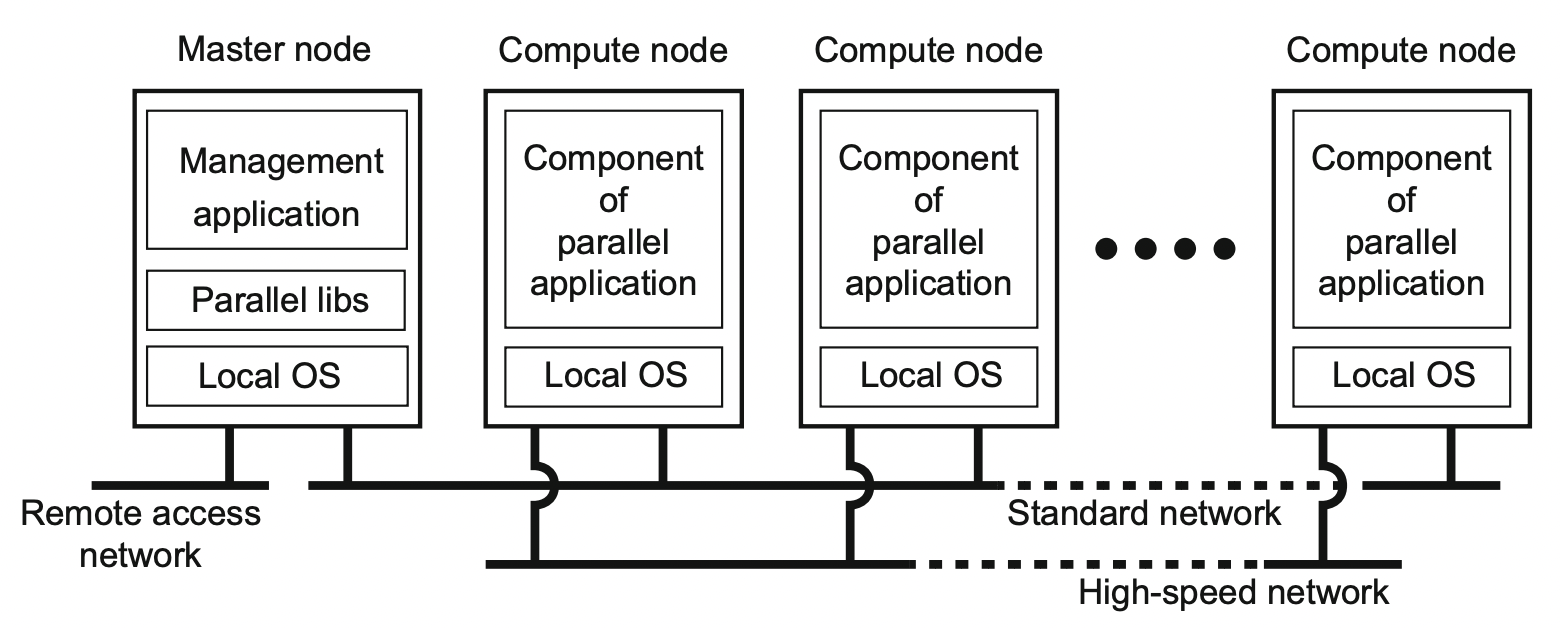 Master node
Compute node
Compute node
Compute node
Management
application
Parallel libs
Local OS
Component
of
parallel
application
Local OS
Component
of
parallel
application
Local OS
Component
of
parallel
application
Local OS
Remote access
network
Standard network
High-speed network